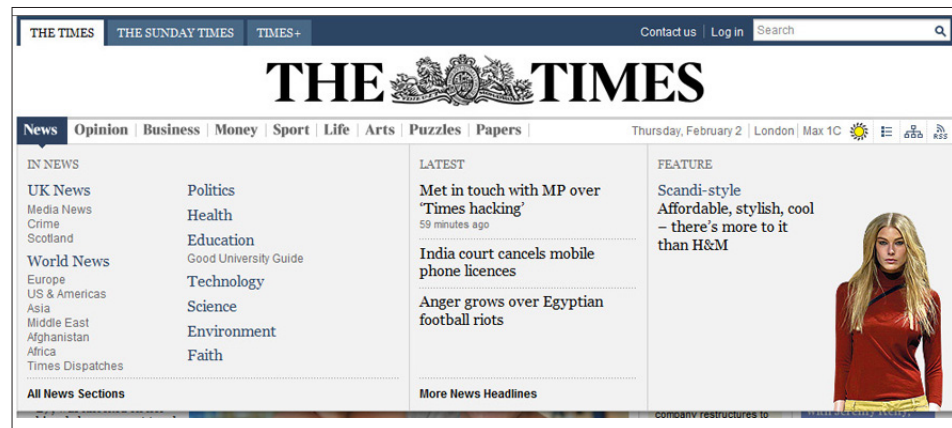 THE TIMES THE SUNDAY TIMES TIMES+ Contact us Log in Search
THE TIMES
News Opinion Business Money Sport Life Arts Puzzles Papers Thursday, February 2 London Max 1C RSS
IN NEWS
UK News
Media News
Crime
Scotland
World News
Europe
US & Americas
Asia
Middle East
Afghanistan
Africa
Times Dispatches
Politics
Health
Education
Good University Guide
Technology
Science
Environment
Faith
All News Sections
LATEST
Met in touch with MP over
‘Times hacking’
59 minutes ago
India court cancels mobile
phone licences
Anger grows over Egyptian
football riots
More News Headlines
FEATURE
Scandi-style
Affordable, stylish, cool
– there's more to it
than H&M
company restructures to
with Jeremy Kelly,